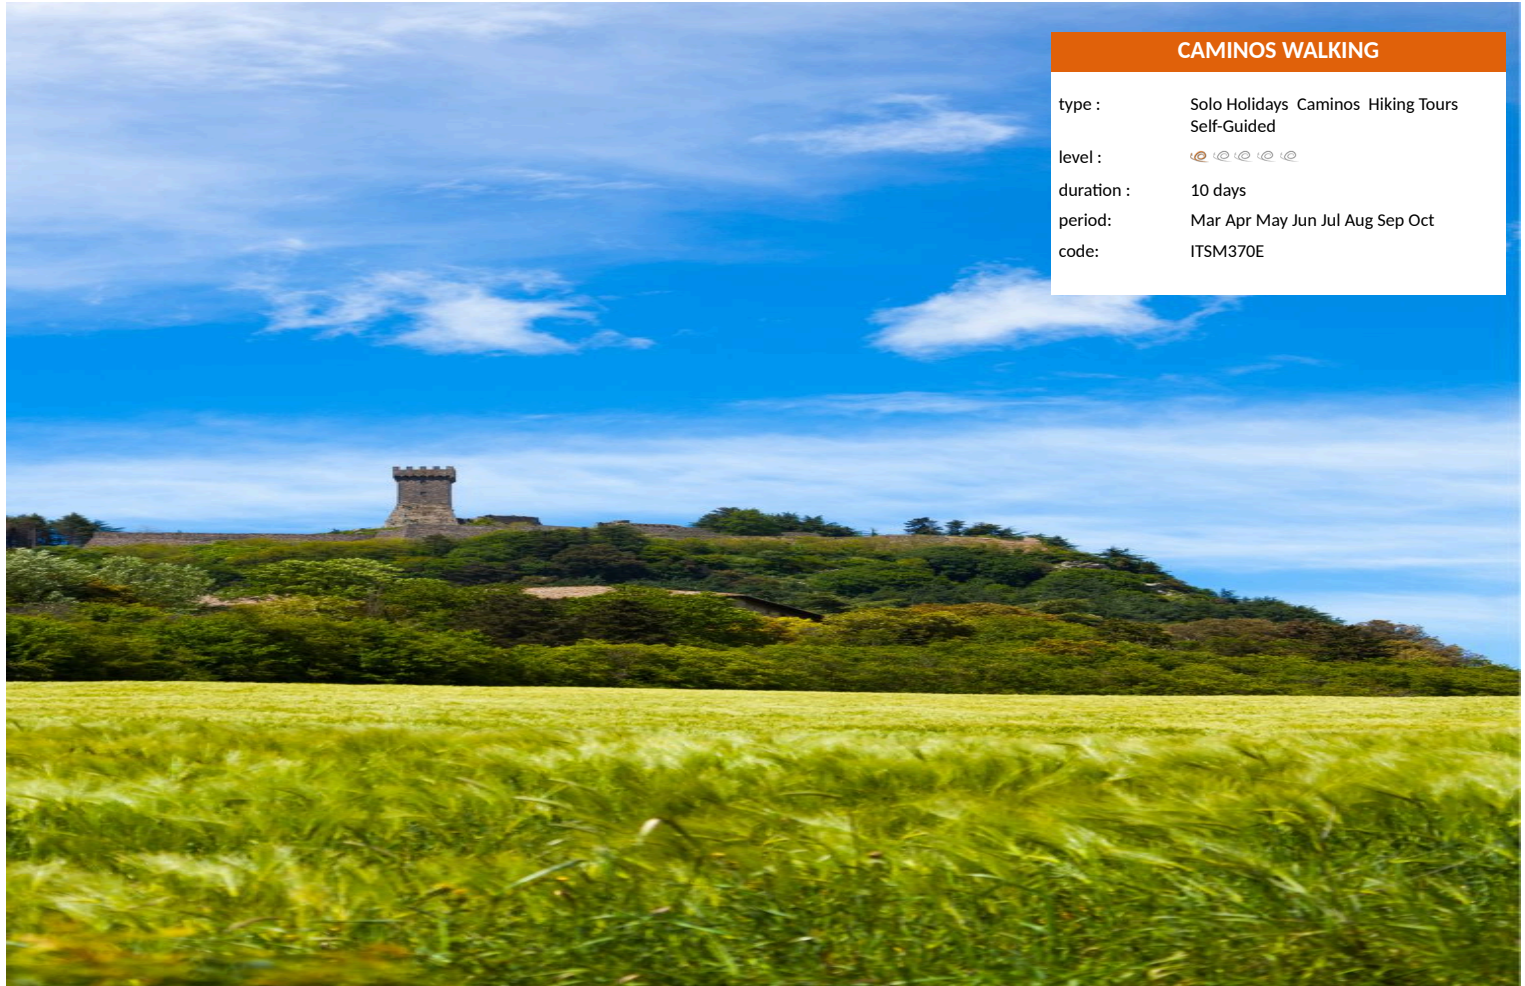 CAMINOS WALKING
type : Solo Holidays Caminos Hiking Tours
Self-Guided
level :
duration : 10 days
period: Mar Apr May Jun Jul Aug Sep Oct
code: ITSM370E